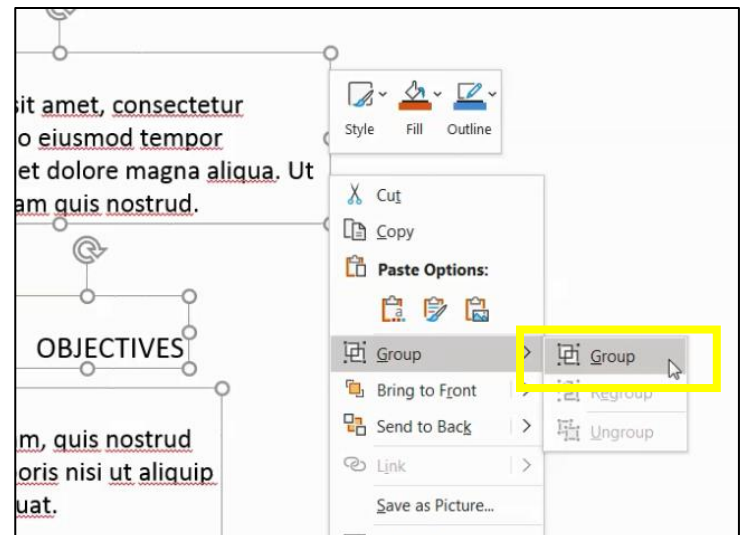 sit amet, consectetur
o eiusmod tempor
et dolore magna aliqua. Ut
am quis nostrud.
OBJECTIVES
m, quis nostrud
oris nisi ut aliquip
uat.
Style Fill Outline
Cut
Copy
Paste Options:
Group
Bring to Front
Send to Back
Link
Save as Picture...
Group
Regroup
Ungroup